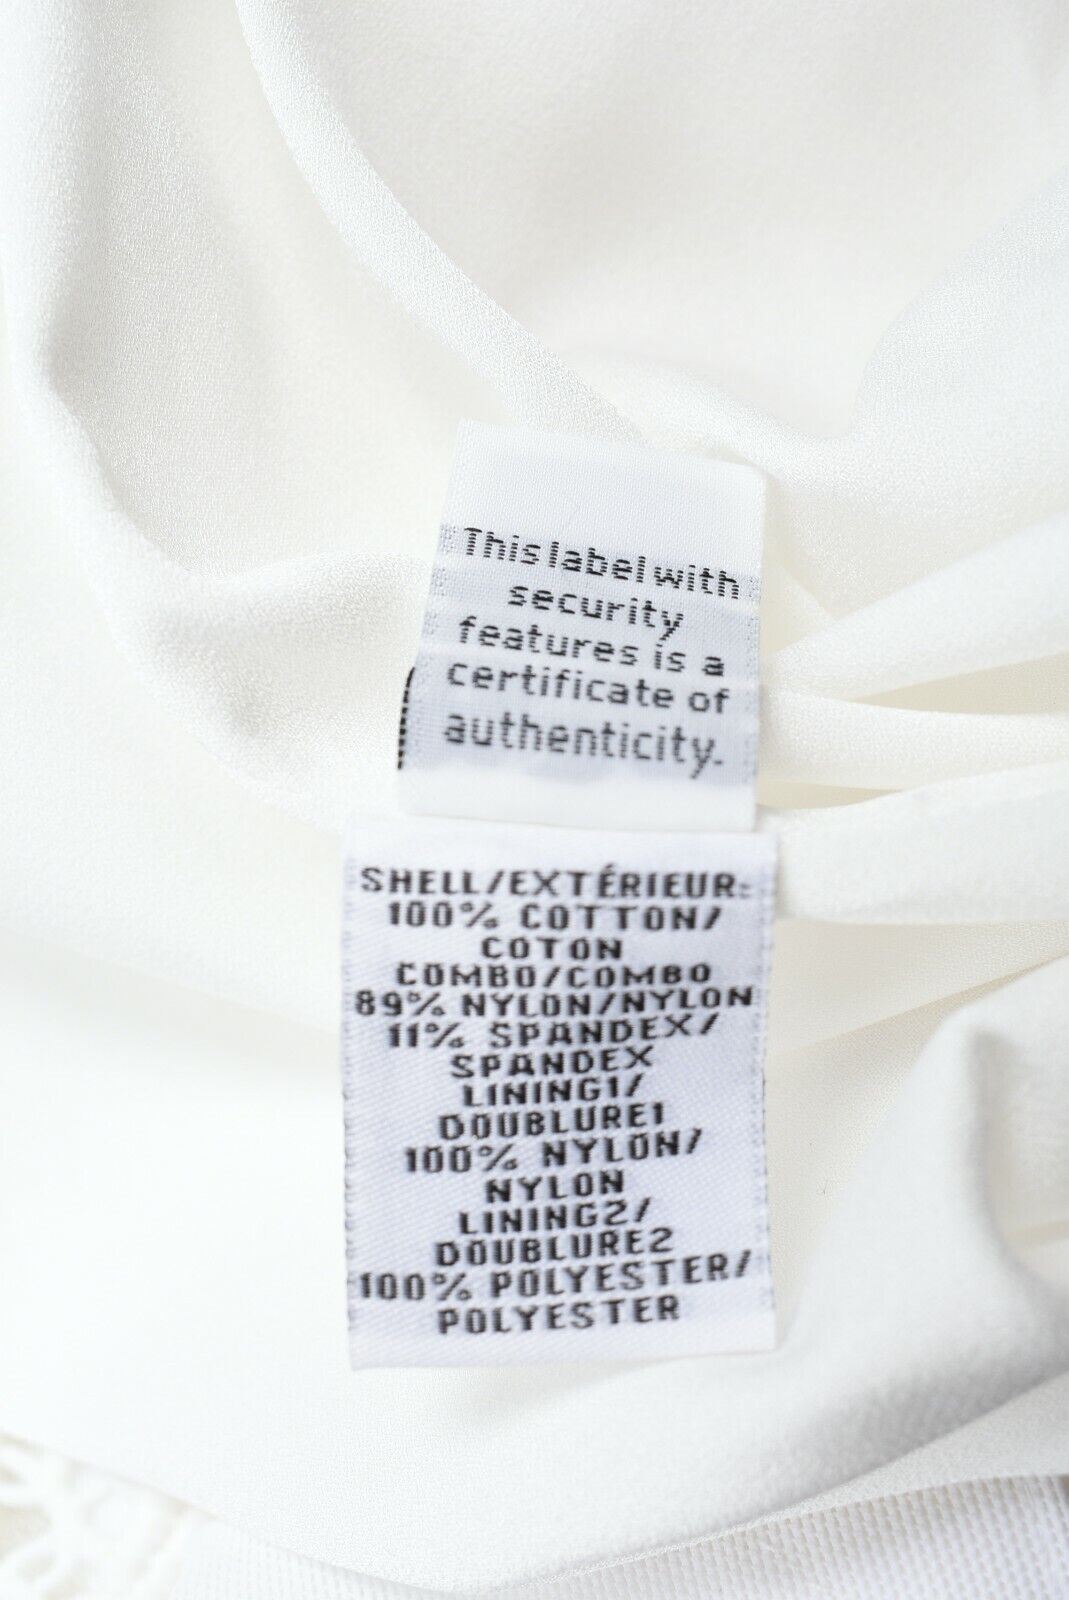 This label with
security
features is a
certificate of
authenticity.
SHELL/EXTÉRIEUR:
100% COTTON/
COTON
COMBO/COMBO
89% NYLON/NYLON
11% SPANDEX/
SPANDEX
LINING1/
DOUBLURE1
100% NYLON/
NYLON
LINING2/
DOUBLURE2
100% POLYESTER/
POLYESTER